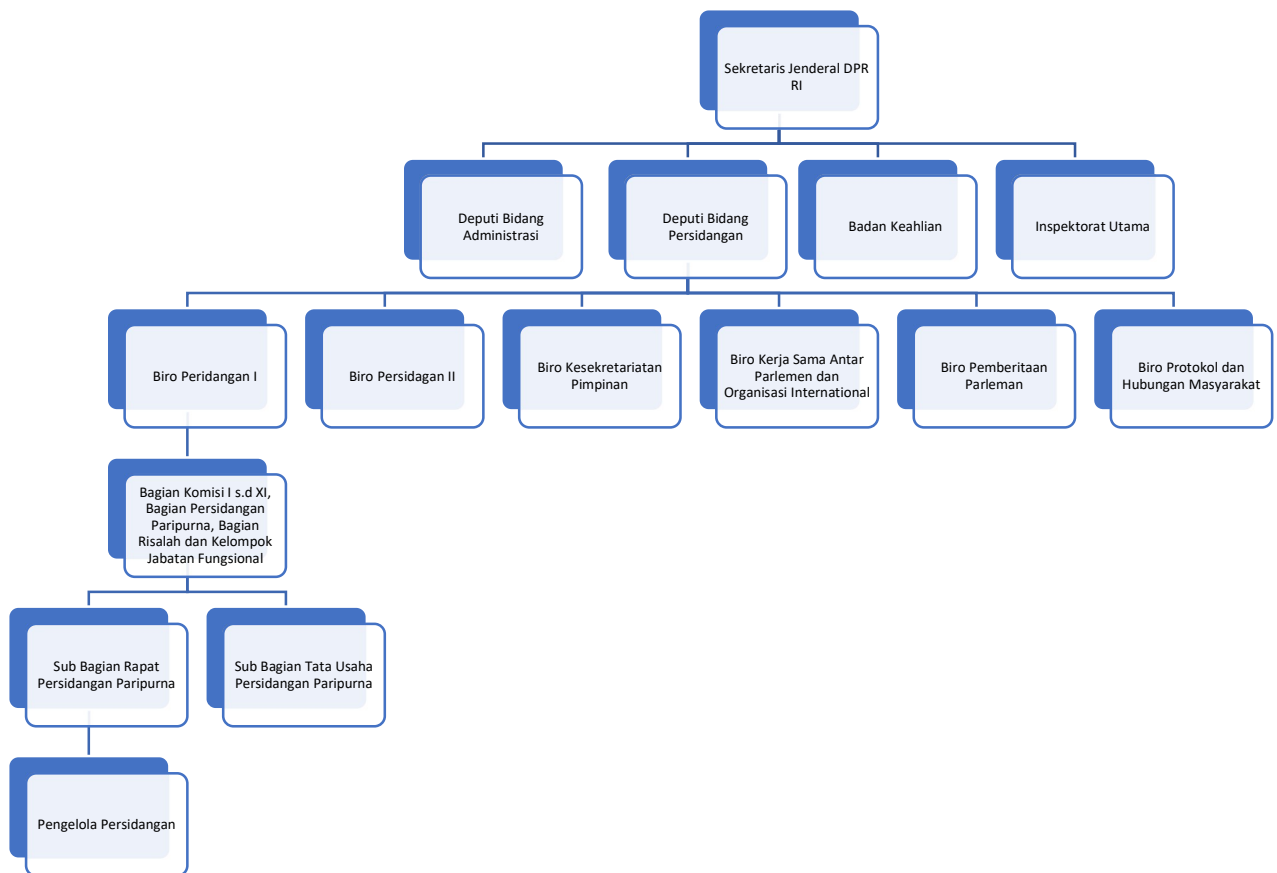 Sekretaris Jenderal DPR
RI
Deputi Bidang
Administrasi
Deputi Bidang
Persidangan
Badan Keahlian
Inspektorat Utama
Biro Peridangan I
Biro Persidagan II
Biro Kesekretariatan
Pimpinan
Biro Kerja Sama Antar
Parlemen dan
Organisasi International
Biro Pemberitaan
Parleman
Biro Protokol dan
Hubungan Masyarakat
Bagian Komisi I s.d XI,
Bagian Persidangan
Paripurna, Bagian
Risalah dan Kelompok
Jabatan Fungsional
Sub Bagian Rapat
Persidangan Paripurna
Sub Bagian Tata Usaha
Persidangan Paripurna
Pengelola Persidangan